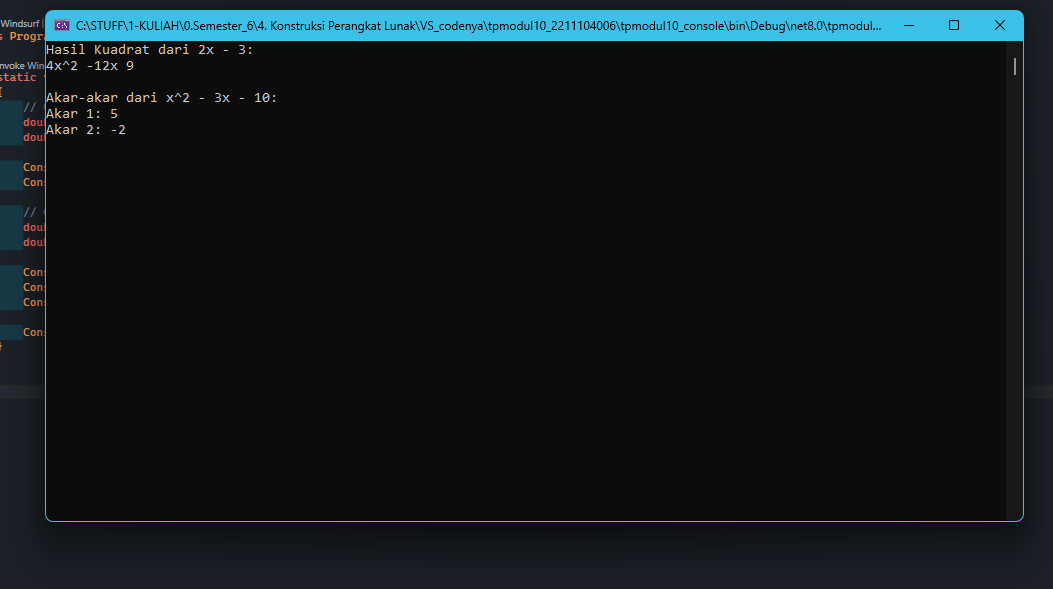 C:\STUFF\1-KULIAH\0.Semester_6\4. Konstruksi Perangkat Lunak\VS_codenya\tpmodul10_2211104006\tpmodul10_console\bin\Debug\net8.0\tpmodul...
Hasil Kuadrat dari 2x - 3:
4x^2 -12x 9
Akar-akar dari x^2 - 3x - 10:
Akar 1: 5
Akar 2: -2
Windsurf |
s Progr
nvoke Win
static
{
//
dou
dou
Con
Con
//
dou
dou
Con
Con
Con
Con
}